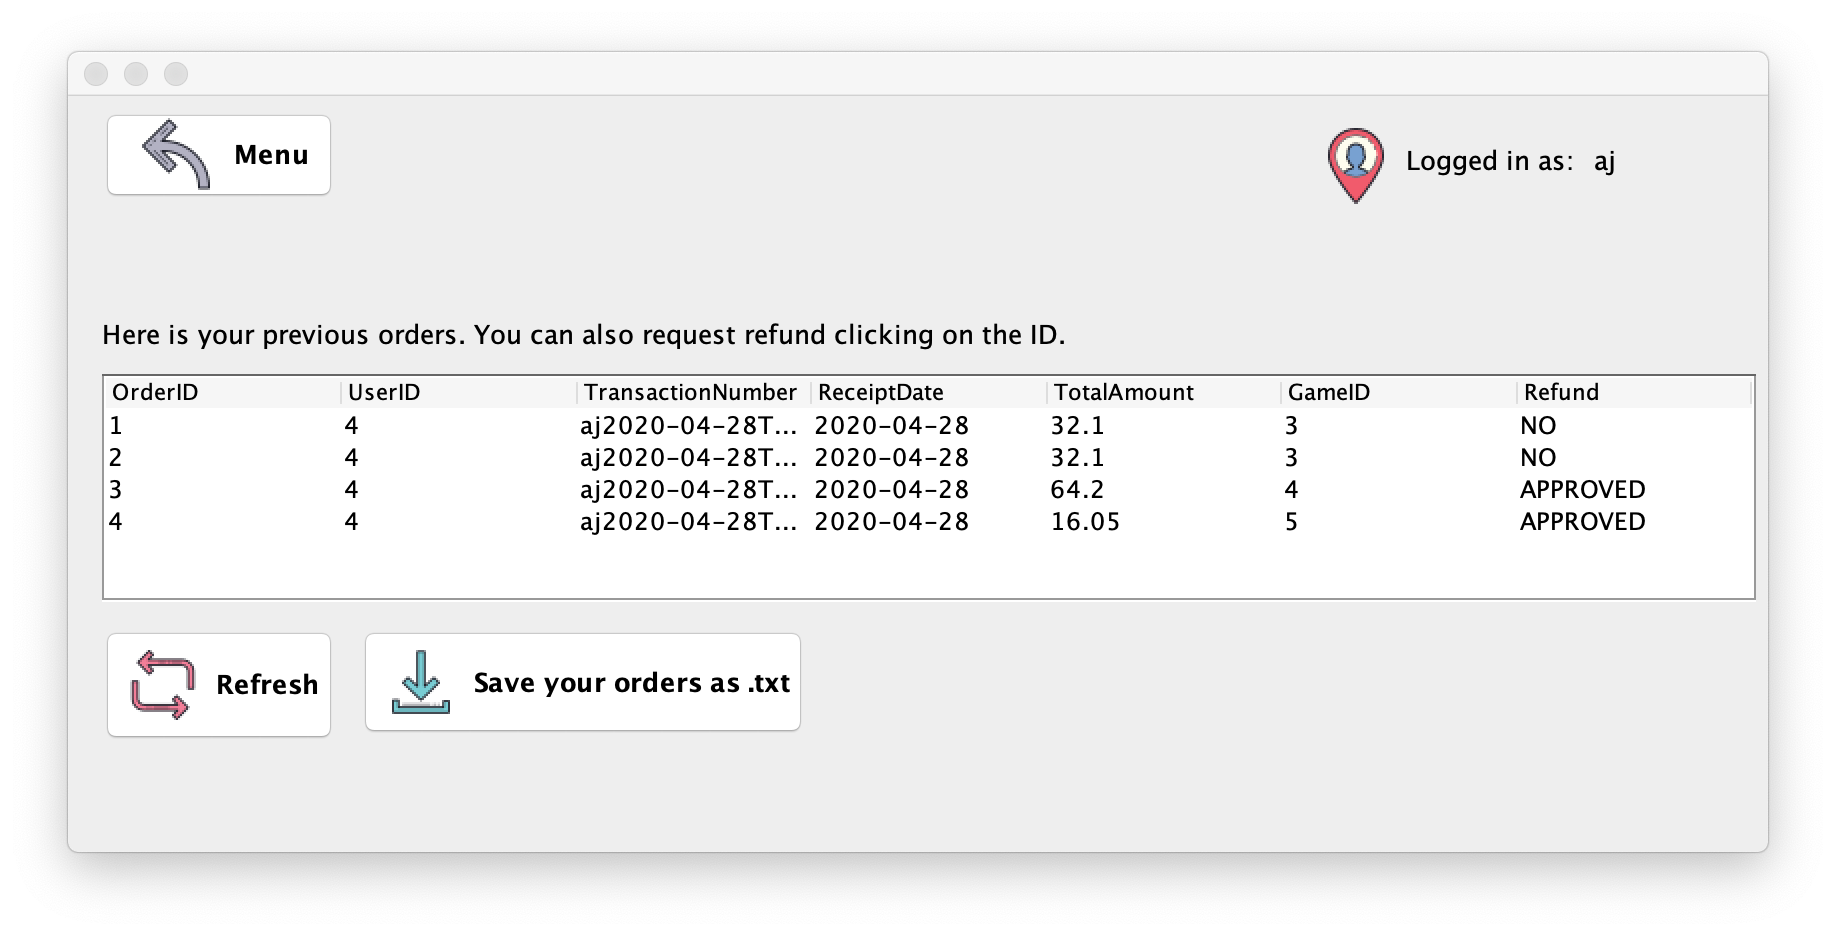 Menu
Logged in as: aj
Here is your previous orders. You can also request refund clicking on the ID.
OrderID UserID TransactionNumber ReceiptDate TotalAmount GameID Refund
1 4 aj2020-04-28T... 2020-04-28 32.1 3 NO
2 4 aj2020-04-28T... 2020-04-28 32.1 3 NO
3 4 aj2020-04-28T... 2020-04-28 64.2 4 APPROVED
4 4 aj2020-04-28T... 2020-04-28 16.05 5 APPROVED
Refresh
Save your orders as .txt